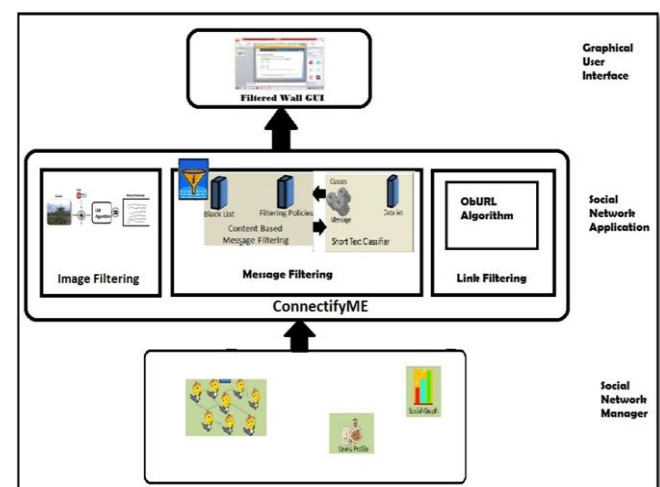 Graphical
User
Interface
Filtered Wall GUI
Social
Network
Application
Black List
Filtering Policies
Content Based
Message Filtering
Classes
Message
Data Set
Short Text Classifier
ObURL
Algorithm
Image Filtering
Message Filtering
Link Filtering
ConnectifyME
Social
Network
Manager
Social Graph
Users Profile